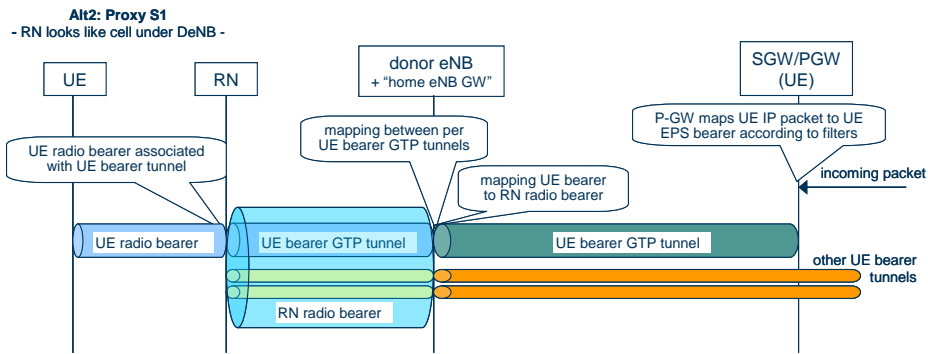 Alt2: Proxy S1
- RN looks like cell under DeNB -
UE
RN
donor eNB
+ “home eNB GW”
SGW/PGW
(UE)
mapping between per
UE bearer GTP tunnels
P-GW maps UE IP packet to UE
EPS bearer according to filters
UE radio bearer associated
with UE bearer tunnel
mapping UE bearer
to RN radio bearer
incoming packet
UE radio bearer
UE bearer GTP tunnel
UE bearer GTP tunnel
other UE bearer
tunnels
RN radio bearer